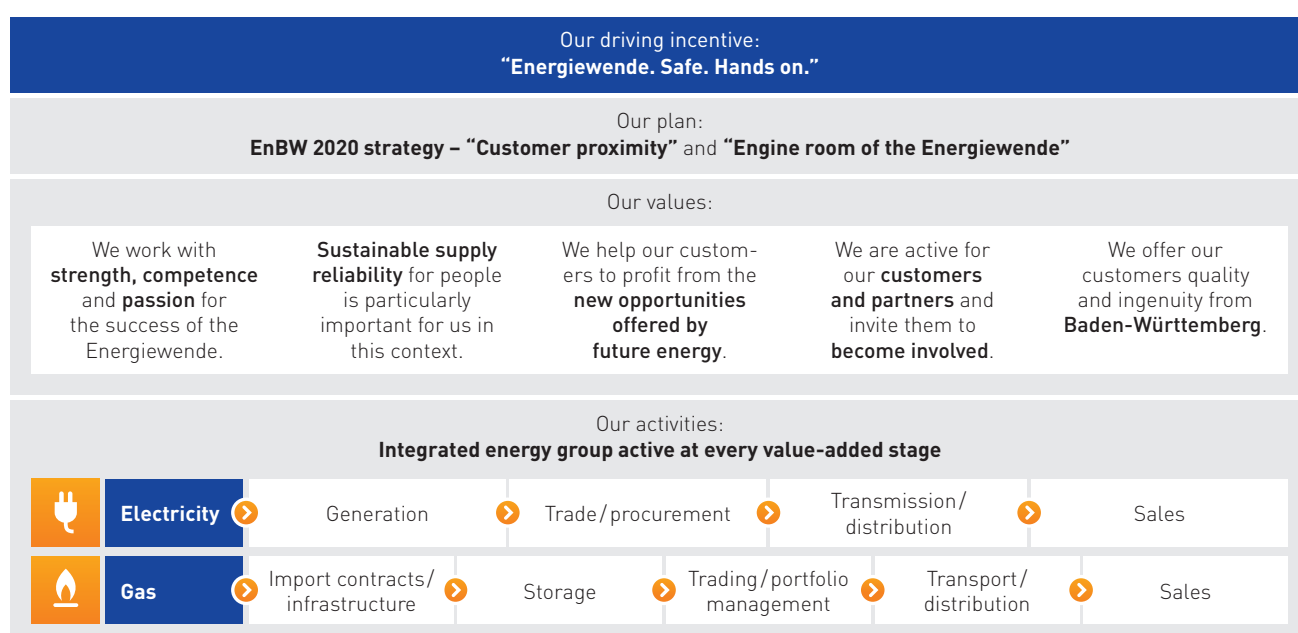 Our driving incentive:
“Energiewende. Safe. Hands on.”
Our plan:
EnBW 2020 strategy – “Customer proximity” and “Engine room of the Energiewende”
Our values:
We work with
strength, competence
and passion for
the success of the
Energiewende.
Sustainable supply
reliability for people
is particularly
important for us in
this context.
We help our custom-
ers to profit from the
new opportunities
offered by
future energy.
We are active for
our customers
and partners and
invite them to
become involved.
We offer our
customers quality
and ingenuity from
Baden-Württemberg.
Our activities:
Integrated energy group active at every value-added stage
Electricity
Generation
Trade/procurement
Transmission/
distribution
Sales
Gas
Import contracts/
infrastructure
Storage
Trading/portfolio
management
Transport/
distribution
Sales